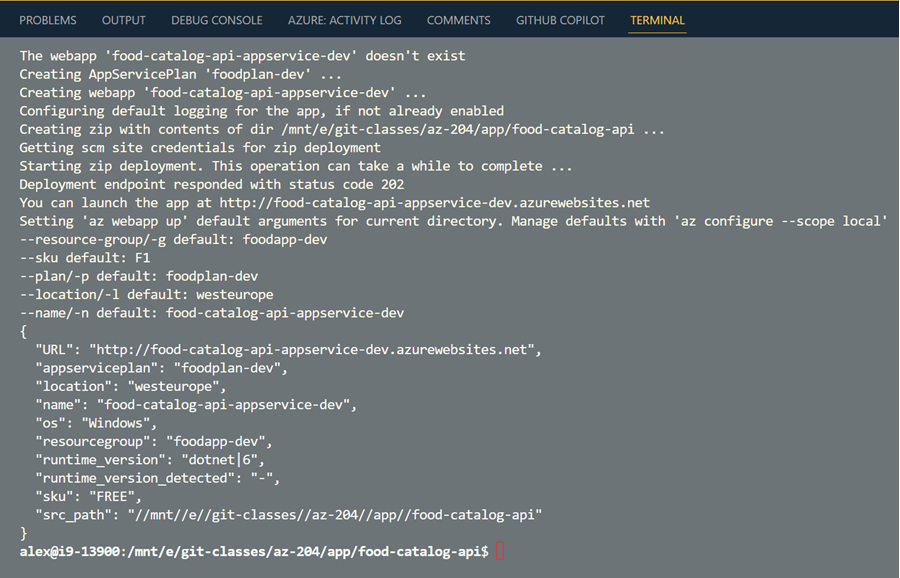 PROBLEMS OUTPUT DEBUG CONSOLE AZURE: ACTIVITY LOG COMMENTS GITHUB COPILOT TERMINAL
The webapp 'food-catalog-api-appservice-dev' doesn't exist
Creating AppServicePlan 'foodplan-dev' ...
Creating webapp 'food-catalog-api-appservice-dev' ...
Configuring default logging for the app, if not already enabled
Creating zip with contents of dir /mnt/e/git-classes/az-204/app/food-catalog-api ...
Getting scm site credentials for zip deployment
Starting zip deployment. This operation can take a while to complete ...
Deployment endpoint responded with status code 202
You can launch the app at http://food-catalog-api-appservice-dev.azurewebsites.net
Setting 'az webapp up' default arguments for current directory. Manage defaults with 'az configure --scope local'
--resource-group/-g default: foodapp-dev
--sku default: F1
--plan/-p default: foodplan-dev
--location/-l default: westeurope
--name/-n default: food-catalog-api-appservice-dev
{
  "URL": "http://food-catalog-api-appservice-dev.azurewebsites.net",
  "appserviceplan": "foodplan-dev",
  "location": "westeurope",
  "name": "food-catalog-api-appservice-dev",
  "os": "Windows",
  "resourcegroup": "foodapp-dev",
  "runtime_version": "dotnet|6",
  "runtime_version_detected": "-",
  "sku": "FREE",
  "src_path": "//mnt//e//git-classes//az-204//app//food-catalog-api"
}
alex@i9-13900:/mnt/e/git-classes/az-204/app/food-catalog-api$